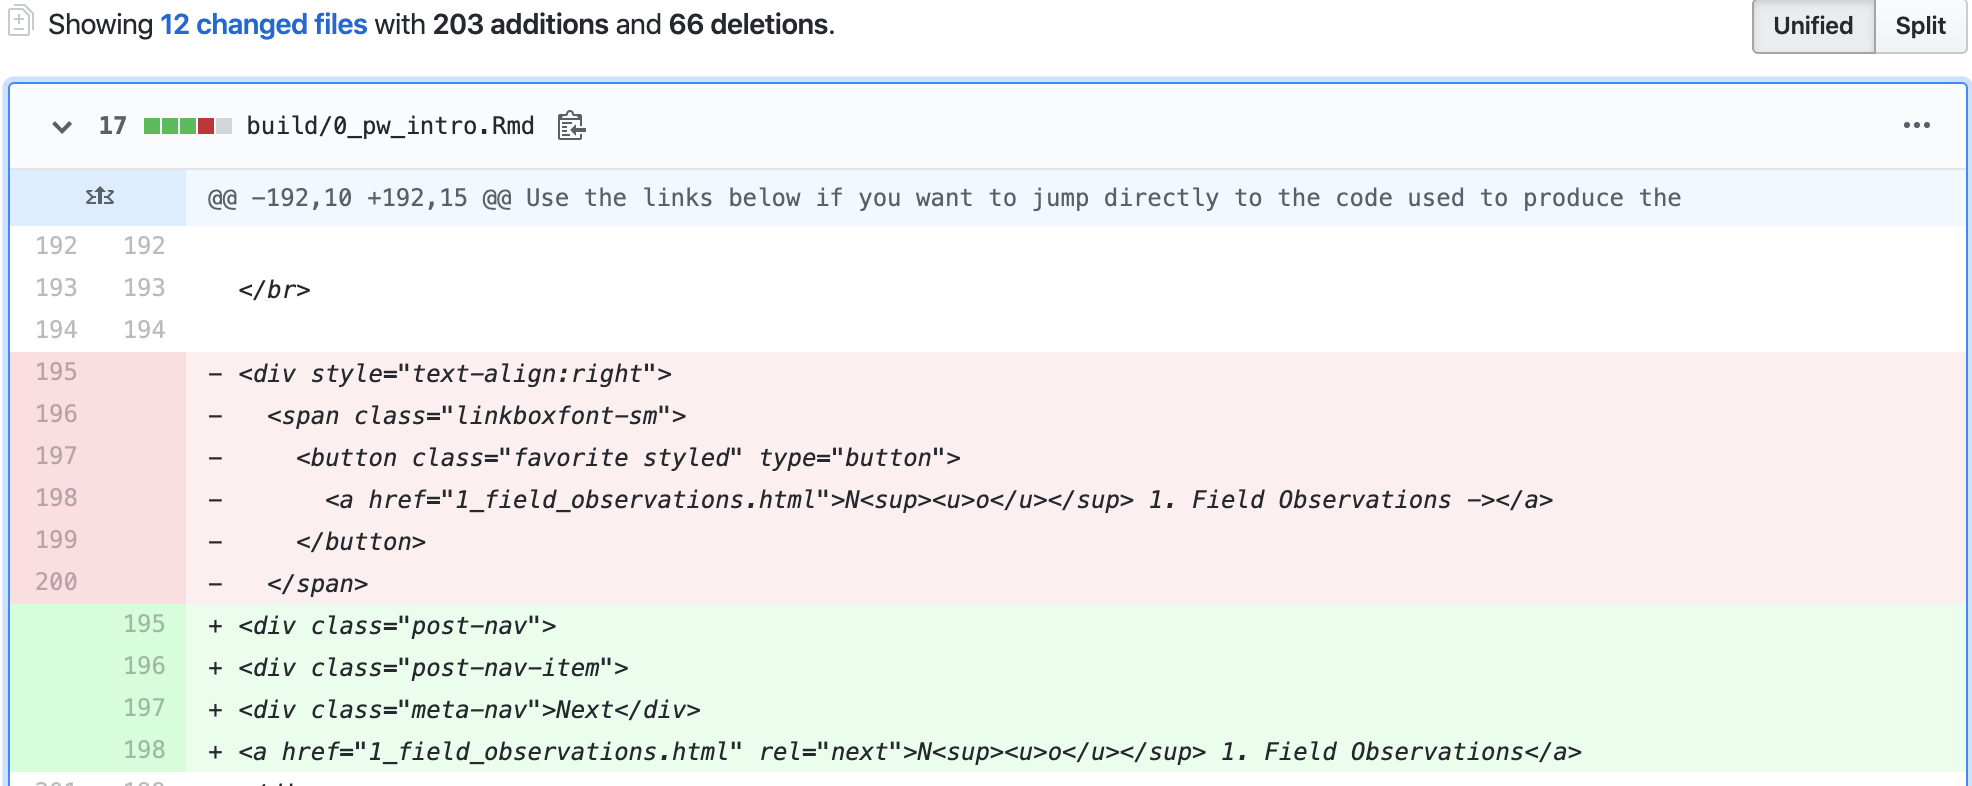 Showing 12 changed files with 203 additions and 66 deletions.
Unified Split
17 build/0_pw_intro.Rmd
@@ -192,10 +192,15 @@ Use the links below if you want to jump directly to the code used to produce the
192 192
193 193 </br>
194 194
195 - <div style="text-align:right">
196 - <span class="linkboxfont-sm">
197 - <button class="favorite styled" type="button">
198 - <a href="1_field_observations.html">N<sup><u>o</u></sup> 1. Field Observations -></a>
199 - </button>
200 - </span>
195 + <div class="post-nav">
196 + <div class="post-nav-item">
197 + <div class="meta-nav">Next</div>
198 + <a href="1_field_observations.html" rel="next">N<sup><u>o</u></sup> 1. Field Observations</a>